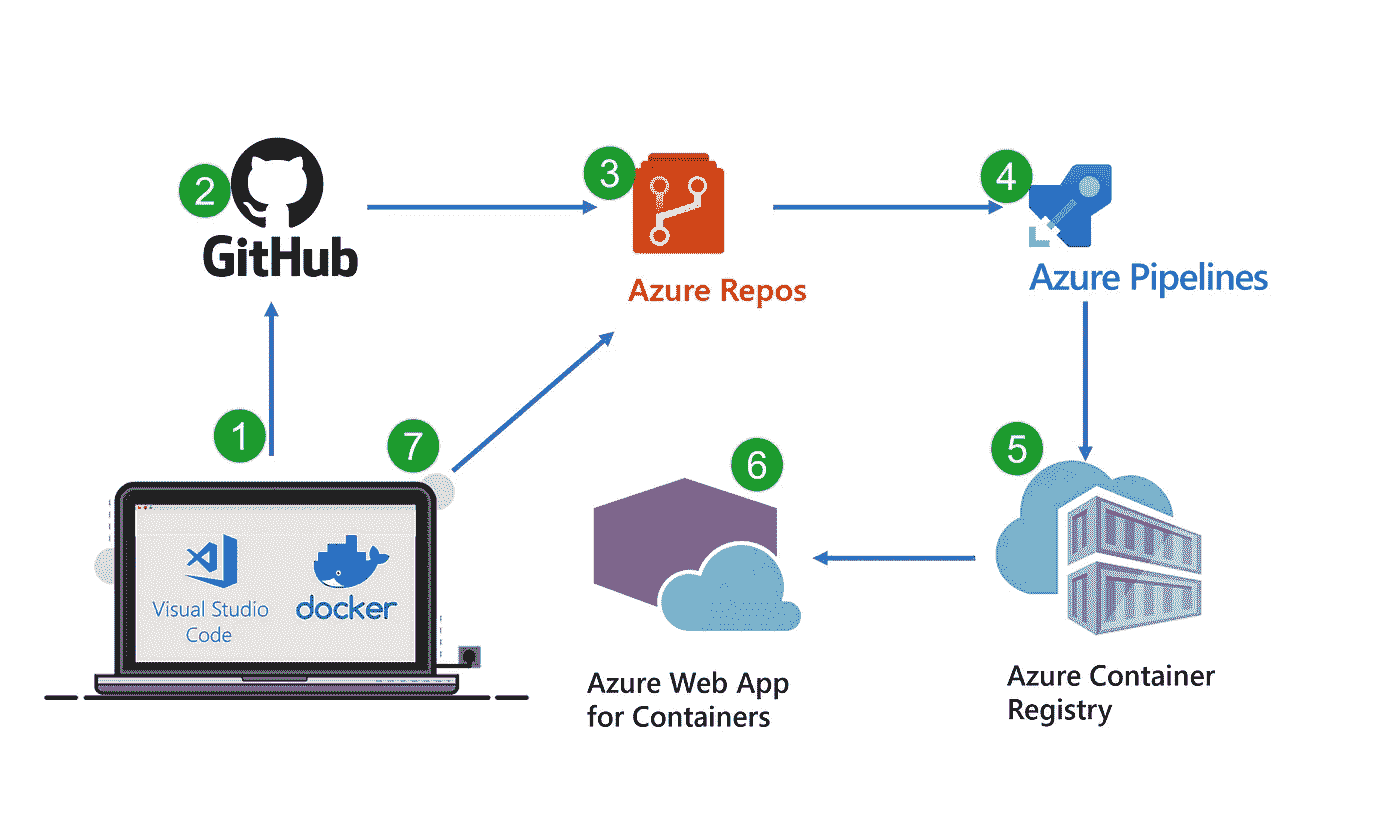 2
GitHub
3
Azure Repos
4
Azure Pipelines
1
7
Visual Studio
Code
docker
6
Azure Web App
for Containers
5
Azure Container
Registry